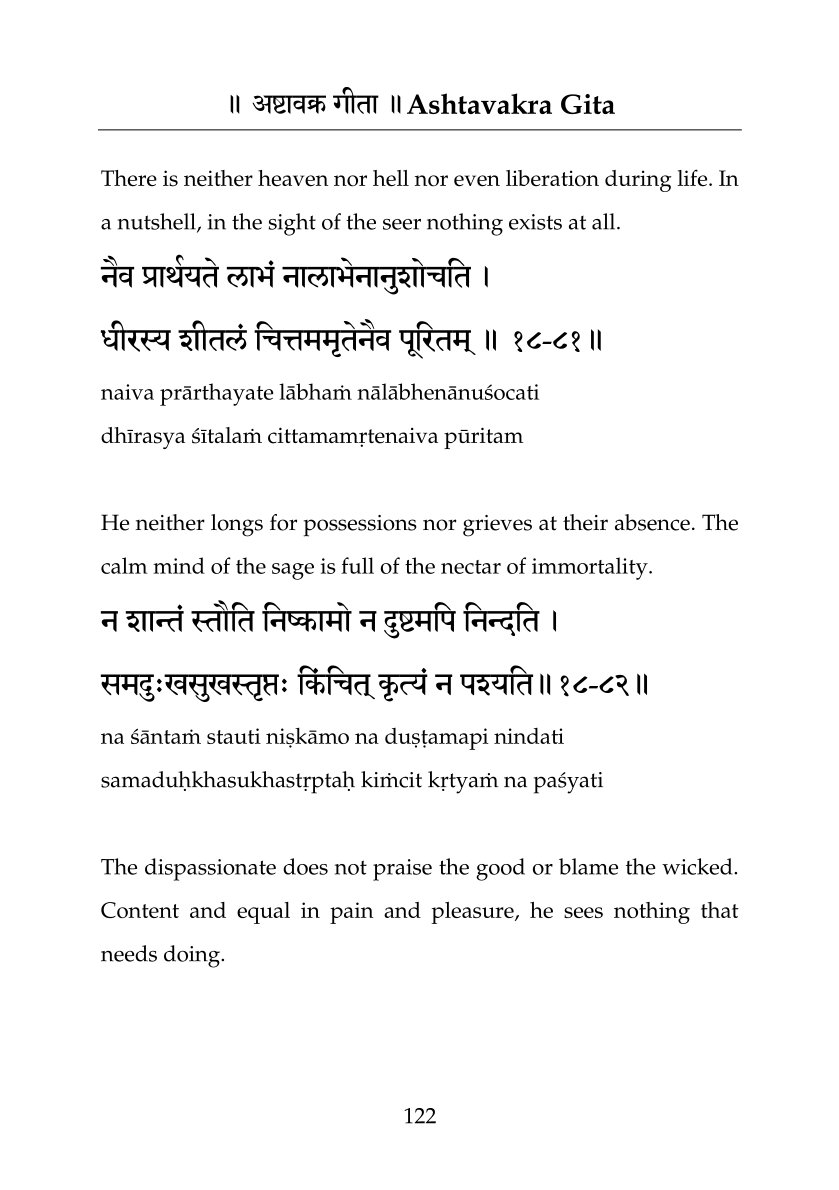 ॥ अष्टावक्र गीता ॥ Ashtavakra Gita
There is neither heaven nor hell nor even liberation during life. In
a nutshell, in the sight of the seer nothing exists at all.
नैव प्रार्थयते लाभं नालाभेनानुशोचति ।
धीरस्य शीतलं चित्तममृतेनैव पूरितम् ॥ १८-८१॥
naiva prārthayate lābhaṁ nālābhenānuśocati
dhīrasya śītalaṁ cittamamṛtenaiva pūritam
He neither longs for possessions nor grieves at their absence. The
calm mind of the sage is full of the nectar of immortality.
न शान्तं स्तौति निष्कामो न दुष्टमपि निन्दति ।
समदुःखसुखस्तृप्तः किंचित् कृत्यं न पश्यति॥ १८-८२॥
na śāntaṁ stauti niṣkāmo na duṣṭamapi nindati
samaduḥkhasukhastṛptaḥ kiṁcit kṛtyaṁ na paśyati
The dispassionate does not praise the good or blame the wicked.
Content and equal in pain and pleasure, he sees nothing that
needs doing.
122